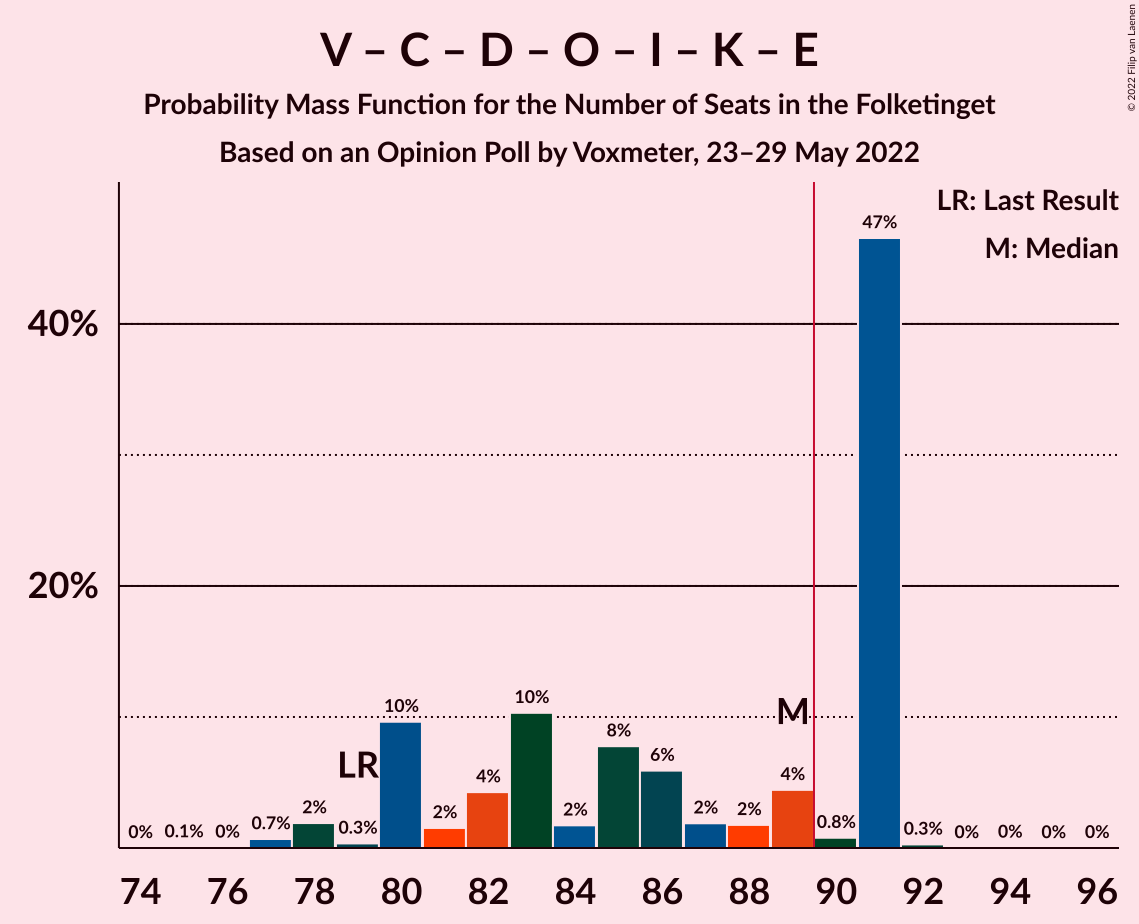 V – C – D – O – I – K – E
Probability Mass Function for the Number of Seats in the Folketinget
Based on an Opinion Poll by Voxmeter, 23–29 May 2022
© 2022 Filip van Laenen
LR: Last Result
M: Median
40%
20%
0% 0.1% 0% 0.7% 2% 0.3% 10% 2% 4% 10% 2% 8% 6% 2% 2% 4% 0.8% 47% 0.3% 0% 0% 0% 0%
LR
M
74 76 78 80 82 84 86 88 90 92 94 96